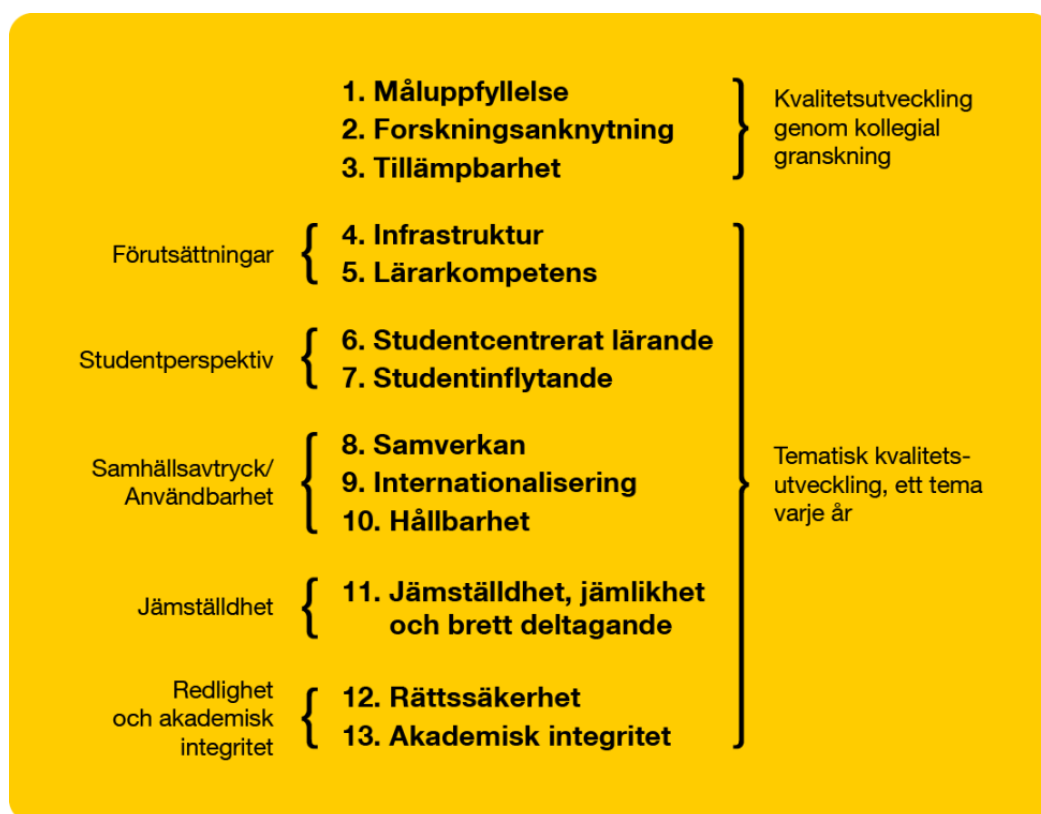 1. Måluppfyllelse
2. Forskningsanknytning
3. Tillämpbarhet
Kvalitetsutveckling
genom kollegial
granskning
Förutsättningar
4. Infrastruktur
5. Lärarkompetens
Studentperspektiv
6. Studentcentrerat lärande
7. Studentinflytande
Samhällsavtryck/
Användbarhet
8. Samverkan
9. Internationalisering
10. Hållbarhet
Tematisk kvalitets-
utveckling, ett tema
varje år
Jämställdhet
11. Jämställdhet, jämlikhet
och brett deltagande
Redlighet
och akademisk
integritet
12. Rättssäkerhet
13. Akademisk integritet